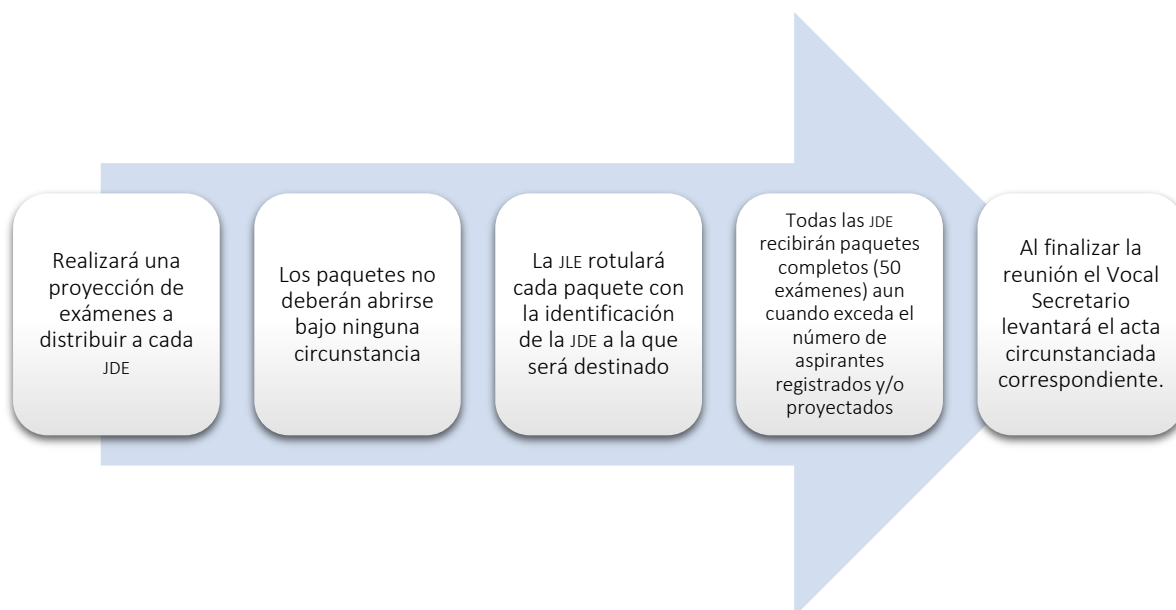 Realizará una
proyección de
exámenes a
distribuir a cada
JDE
Los paquetes no
deberán abrirse
bajo ninguna
circunstancia
La JLE rotulará
cada paquete con
la identificación
de la JDE a la que
será destinado
Todas las JDE
recibirán paquetes
completos (50
exámenes) aun
cuando exceda el
número de
aspirantes
registrados y/o
proyectados
Al finalizar la
reunión el Vocal
Secretario
levantará el acta
circunstanciada
correspondiente.